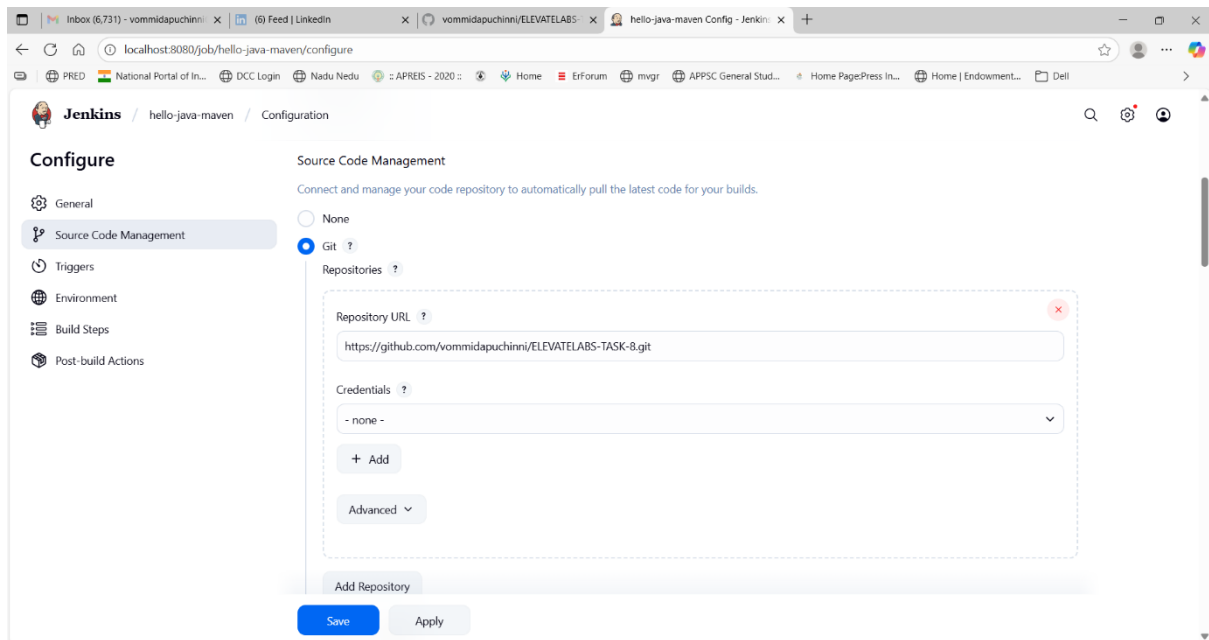 Inbox (6,731) - vommidapuchinni
(6) Feed | LinkedIn
vommidapuchinni/ELEVATELABS-
hello-java-maven Config - Jenkins
localhost:8080/job/hello-java-maven/configure
PRED
National Portal of In...
DCC Login
Nadu Nedu
:: APREIS - 2020 ::
Home
ErForum
mvgr
APPSC General Stud...
Home Page:Press In...
Home | Endowment...
Dell
Jenkins / hello-java-maven / Configuration
Configure
General
Source Code Management
Triggers
Environment
Build Steps
Post-build Actions
Source Code Management
Connect and manage your code repository to automatically pull the latest code for your builds.
None
Git ?
Repositories ?
Repository URL ?
https://github.com/vommidapuchinni/ELEVATELABS-TASK-8.git
Credentials ?
- none -
+ Add
Advanced
Add Repository
Save
Apply